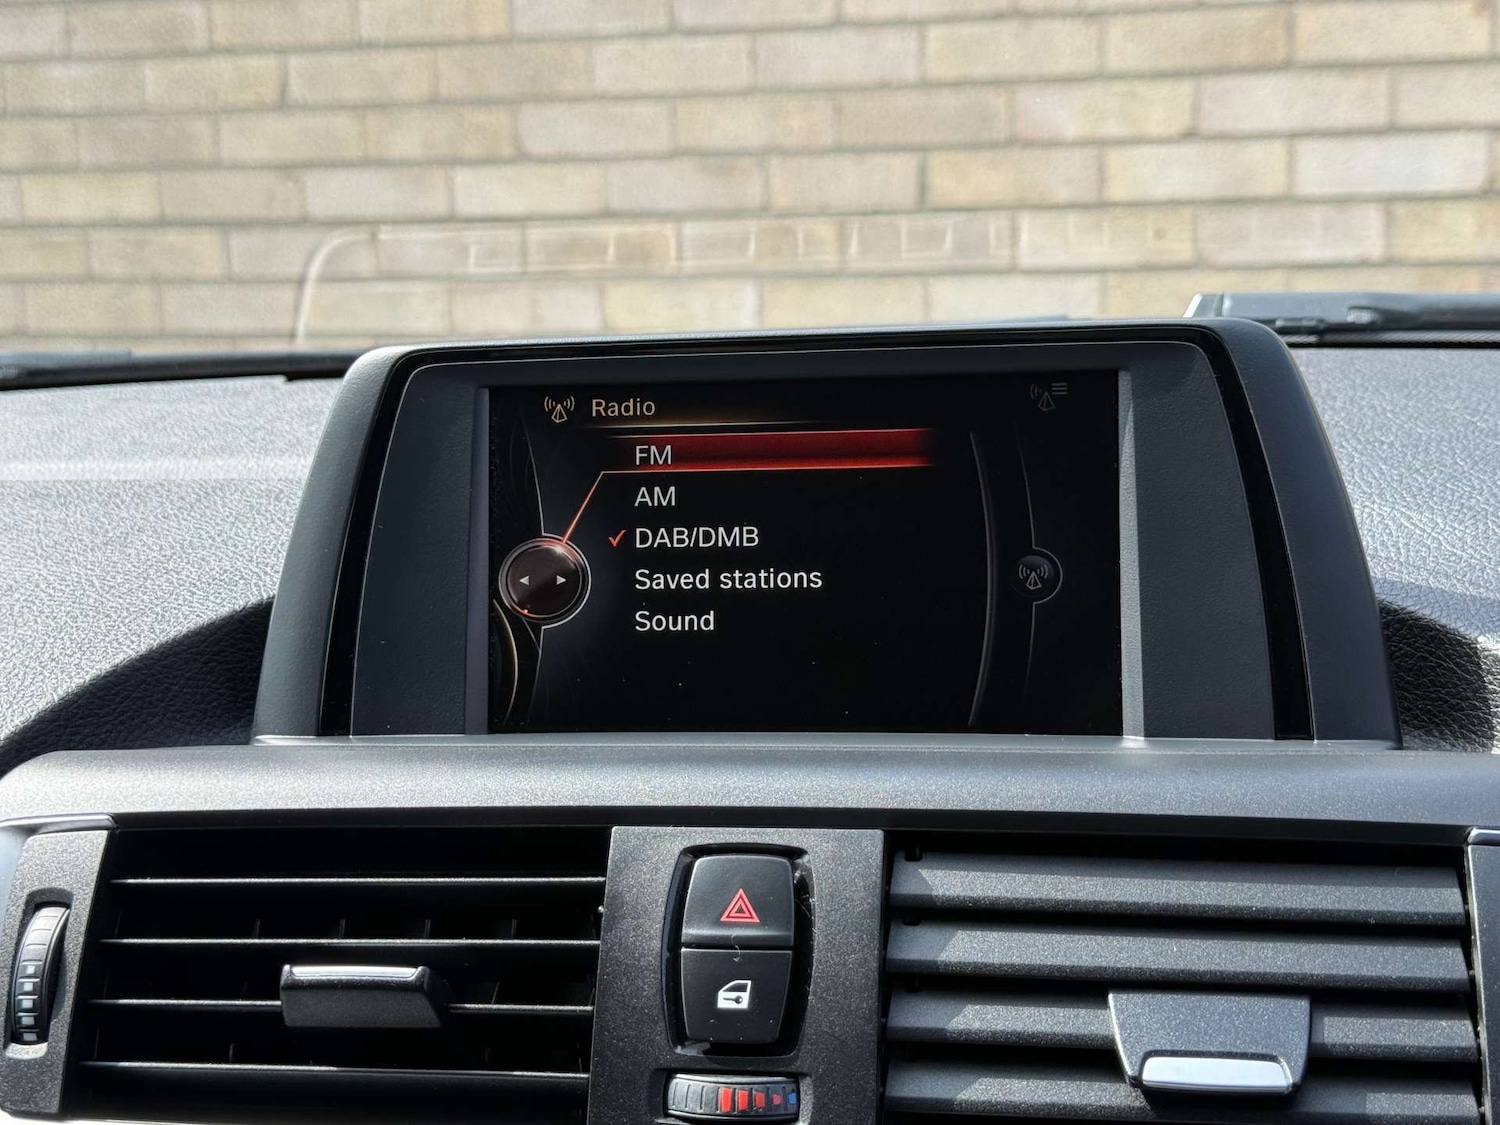 Radio
FM
AM
DAB/DMB
Saved stations
Sound